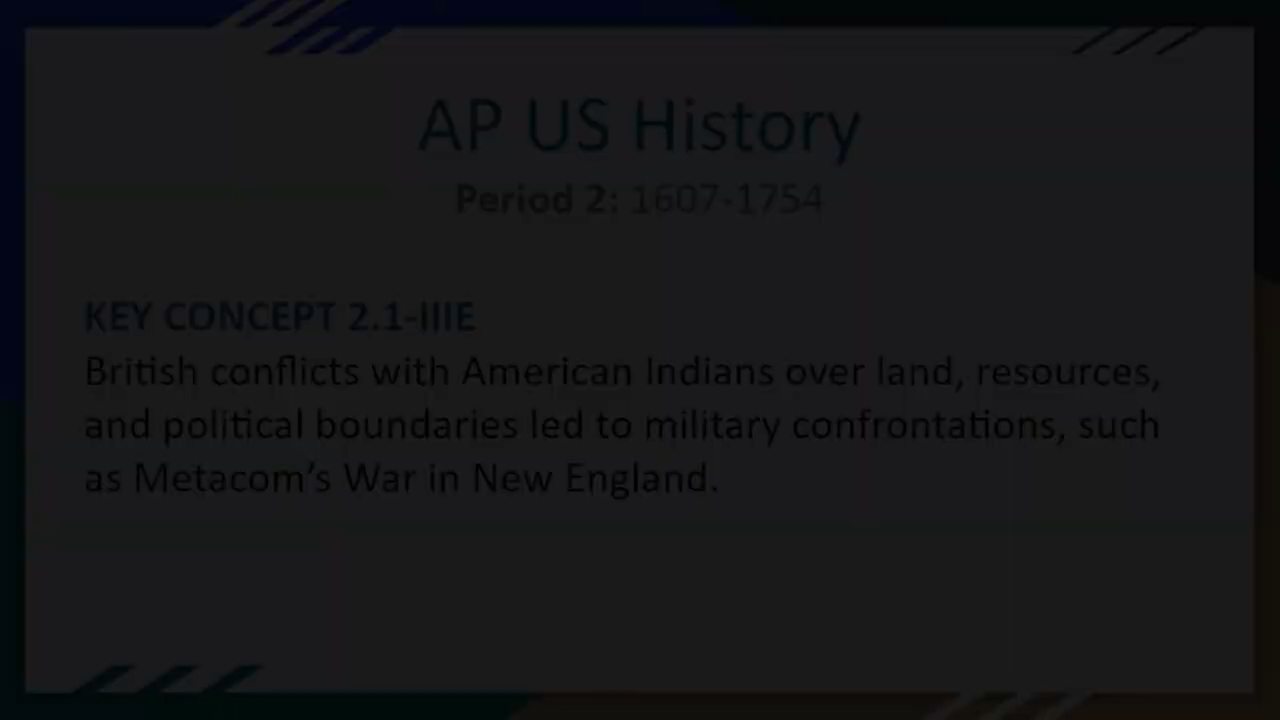 AP US History
Period 2: 1607-1754
KEY CONCEPT 2.1-IIIE
British conflicts with American Indians over land, resources,
and political boundaries led to military confrontations, such
as Metacom’s War in New England.